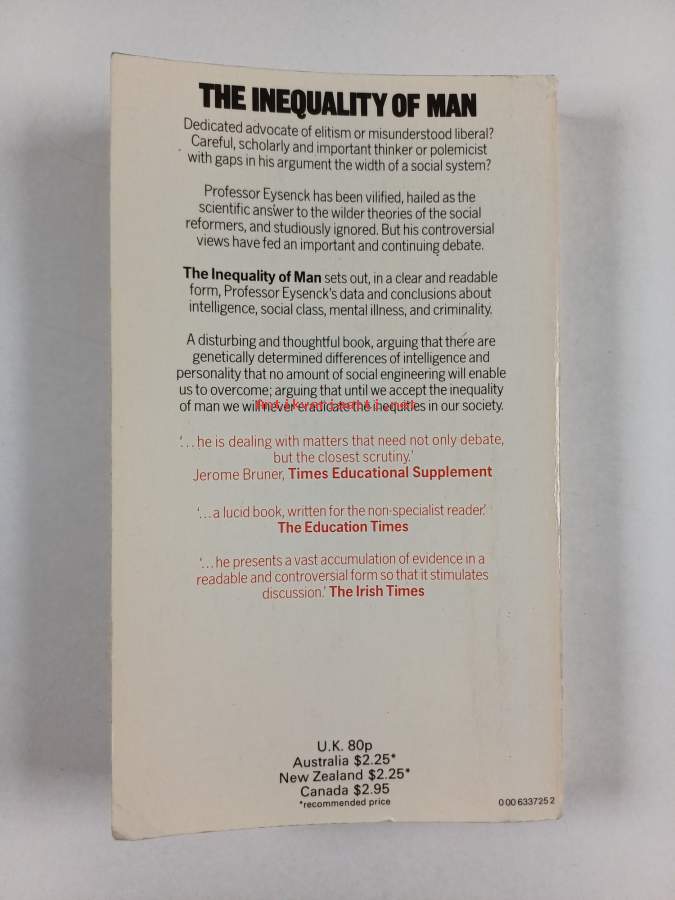 THE INEQUALITY OF MAN
Dedicated advocate of elitism or misunderstood liberal?
Careful, scholarly and important thinker or polemicist
with gaps in his argument the width of a social system?
Professor Eysenck has been vilified, hailed as the
scientific answer to the wilder theories of the social
reformers, and studiously ignored. But his controversial
views have fed an important and continuing debate.
The Inequality of Man sets out, in a clear and readable
form, Professor Eysenck's data and conclusions about
intelligence, social class, mental illness, and criminality.
A disturbing and thoughtful book, arguing that there are
genetically determined differences of intelligence and
personality that no amount of social engineering will enable
us to overcome; arguing that until we accept the inequality
of man we will never eradicate the inequities in our society.
'...he is dealing with matters that need not only debate,
but the closest scrutiny.'
Jerome Bruner, Times Educational Supplement
'...a lucid book, written for the non-specialist reader.'
The Education Times
'...he presents a vast accumulation of evidence in a
readable and controversial form so that it stimulates
discussion.' The Irish Times
U.K. 80p
Australia $2.25*
New Zealand $2.25*
Canada $2.95
*recommended price
0 00 633725 2